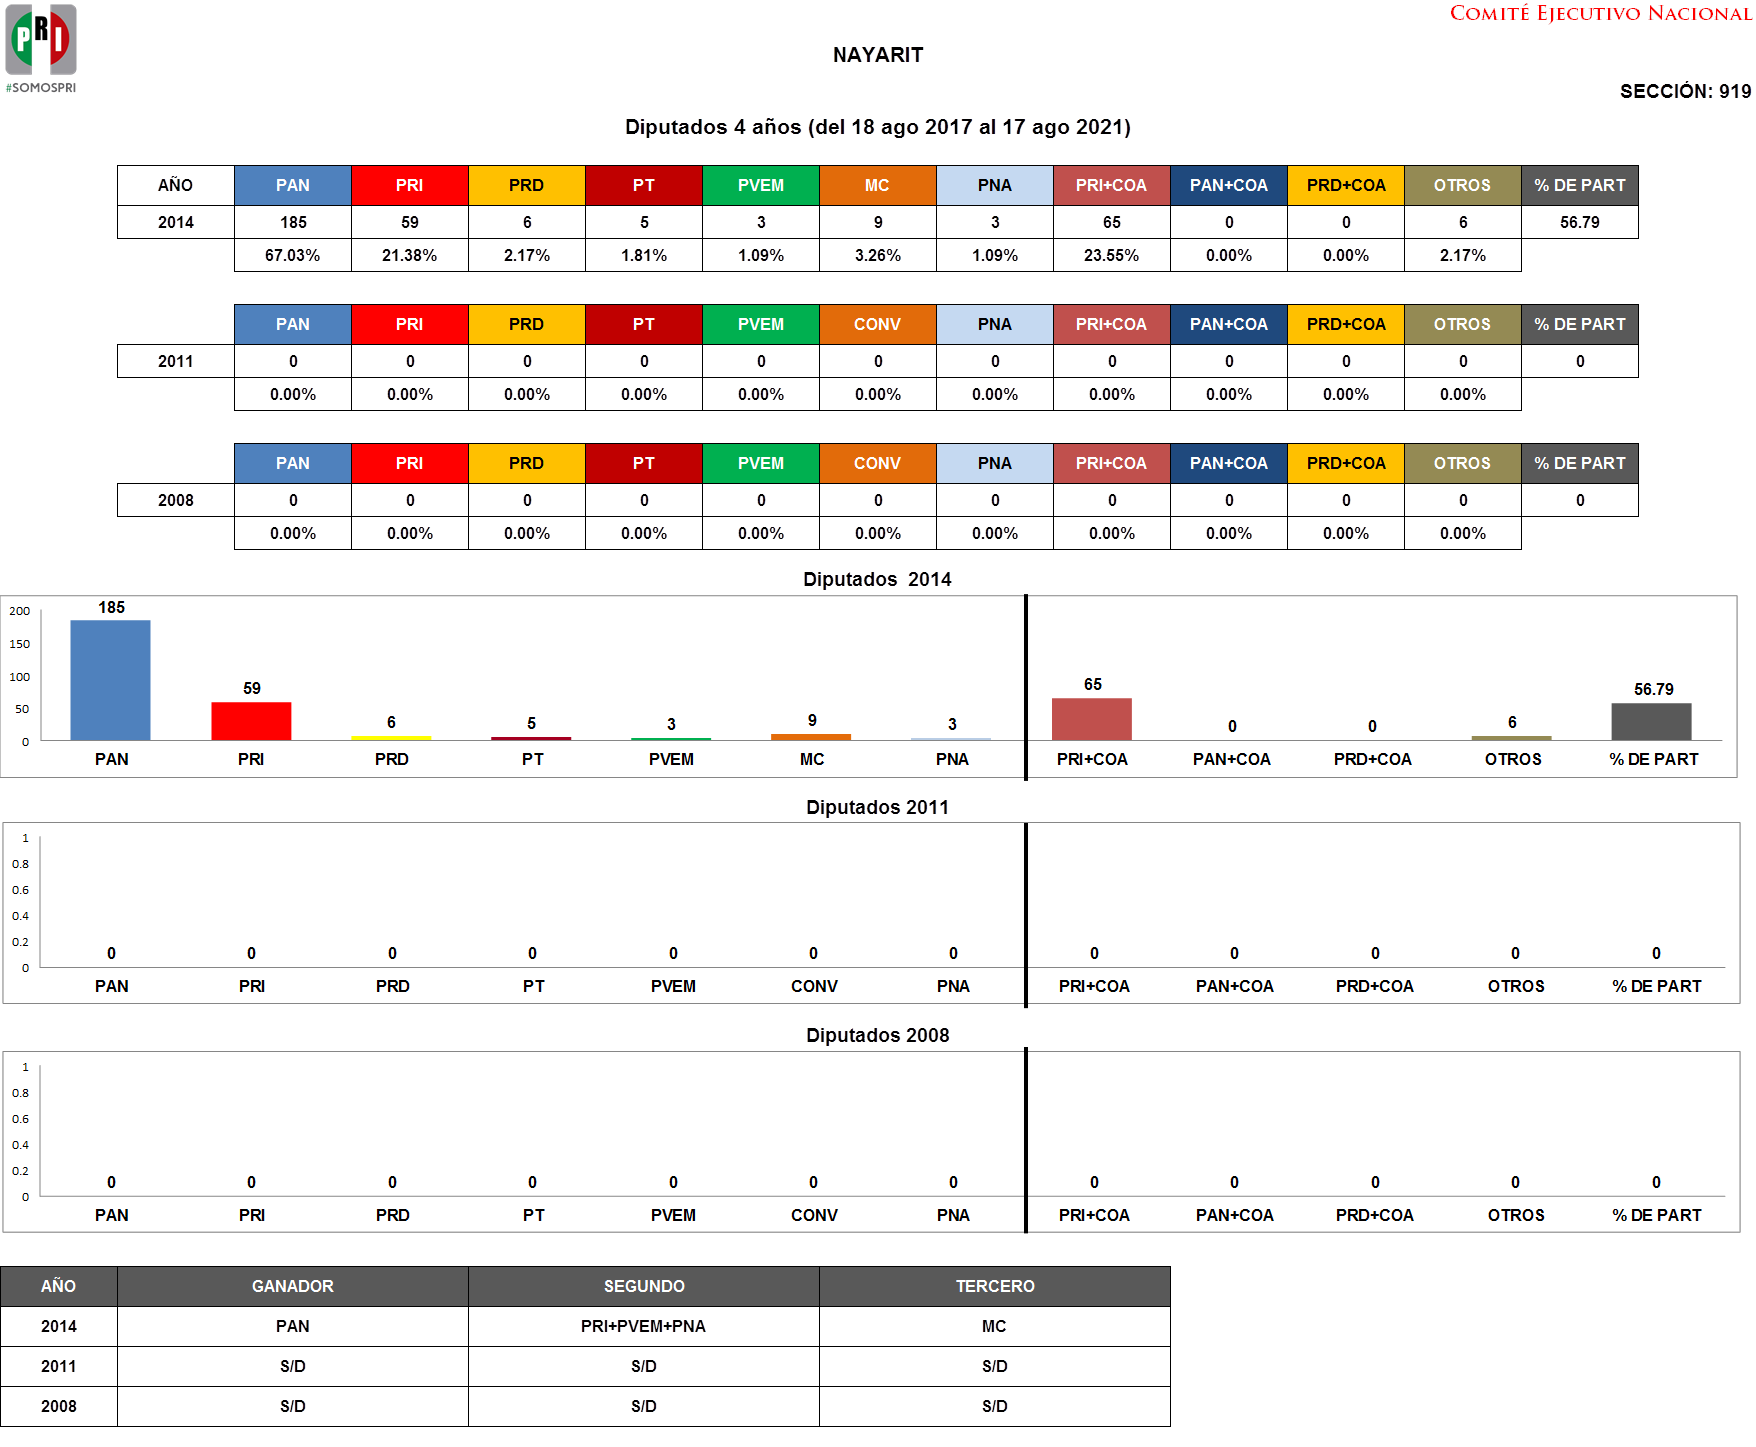 PRI
#SOMOSPRI
COMITÉ EJECUTIVO NACIONAL
NAYARIT
SECCIÓN: 919
Diputados 4 años (del 18 ago 2017 al 17 ago 2021)
AÑO PAN PRI PRD PT PVEM MC PNA PRI+COA PAN+COA PRD+COA OTROS % DE PART
2014 185 59 6 5 3 9 3 65 0 0 6 56.79
67.03% 21.38% 2.17% 1.81% 1.09% 3.26% 1.09% 23.55% 0.00% 0.00% 2.17%
PAN PRI PRD PT PVEM CONV PNA PRI+COA PAN+COA PRD+COA OTROS % DE PART
2011 0 0 0 0 0 0 0 0 0 0 0 0
0.00% 0.00% 0.00% 0.00% 0.00% 0.00% 0.00% 0.00% 0.00% 0.00% 0.00%
PAN PRI PRD PT PVEM CONV PNA PRI+COA PAN+COA PRD+COA OTROS % DE PART
2008 0 0 0 0 0 0 0 0 0 0 0 0
0.00% 0.00% 0.00% 0.00% 0.00% 0.00% 0.00% 0.00% 0.00% 0.00% 0.00%
Diputados 2014
200
150
100
50
0
185 59 6 5 3 9 3 65 0 0 6 56.79
PAN PRI PRD PT PVEM MC PNA PRI+COA PAN+COA PRD+COA OTROS % DE PART
Diputados 2011
1
0.8
0.6
0.4
0.2
0
0 0 0 0 0 0 0 0 0 0 0 0
PAN PRI PRD PT PVEM CONV PNA PRI+COA PAN+COA PRD+COA OTROS % DE PART
Diputados 2008
1
0.8
0.6
0.4
0.2
0
0 0 0 0 0 0 0 0 0 0 0 0
PAN PRI PRD PT PVEM CONV PNA PRI+COA PAN+COA PRD+COA OTROS % DE PART
AÑO GANADOR SEGUNDO TERCERO
2014 PAN PRI+PVEM+PNA MC
2011 S/D S/D S/D
2008 S/D S/D S/D